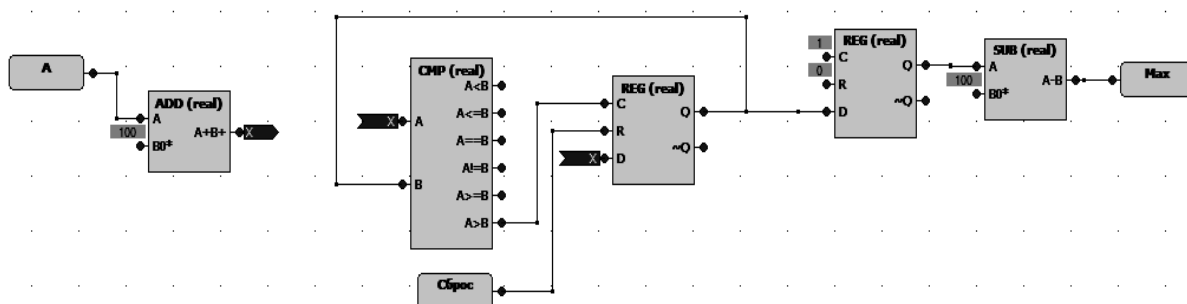 A
ADD (real)
100
A
A+B+
X
B0*
CMP (real)
A<B
X
A
A<=B
A==B
A!=B
B
A>=B
A>B
Сброс
REG (real)
C
Q
R
X
D
~Q
REG (real)
1
C
Q
0
R
D
~Q
SUB (real)
A
100
A-B
B0*
Max